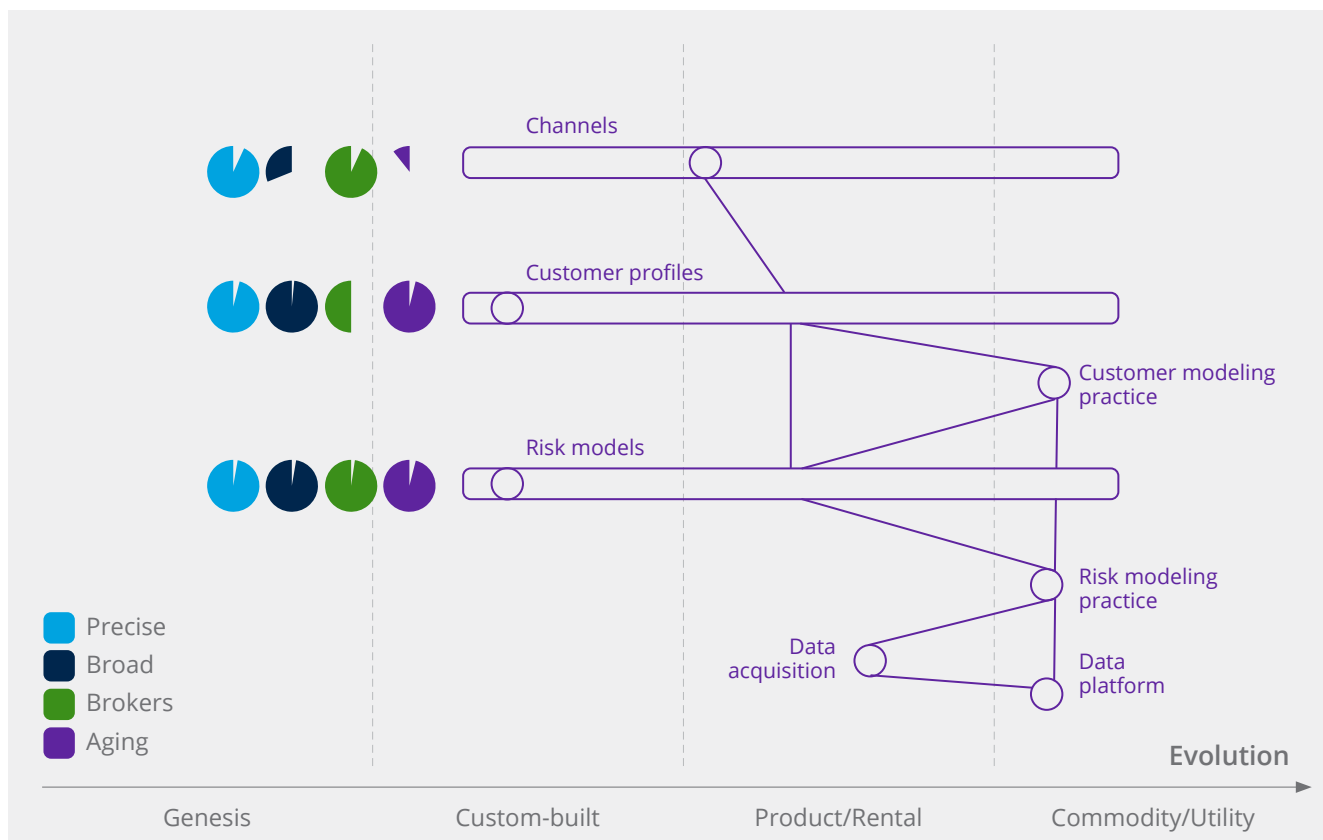 Channels
Customer profiles
Customer modeling
practice
Risk models
Risk modeling
practice
Data
acquisition
Data
platform
Precise
Broad
Brokers
Aging
Evolution
Genesis
Custom-built
Product/Rental
Commodity/Utility